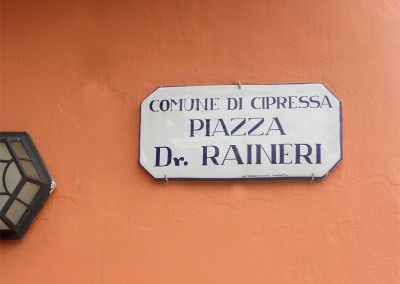 COMUNE DI CIPRESSA
PIAZZA
Dr. RAINERI